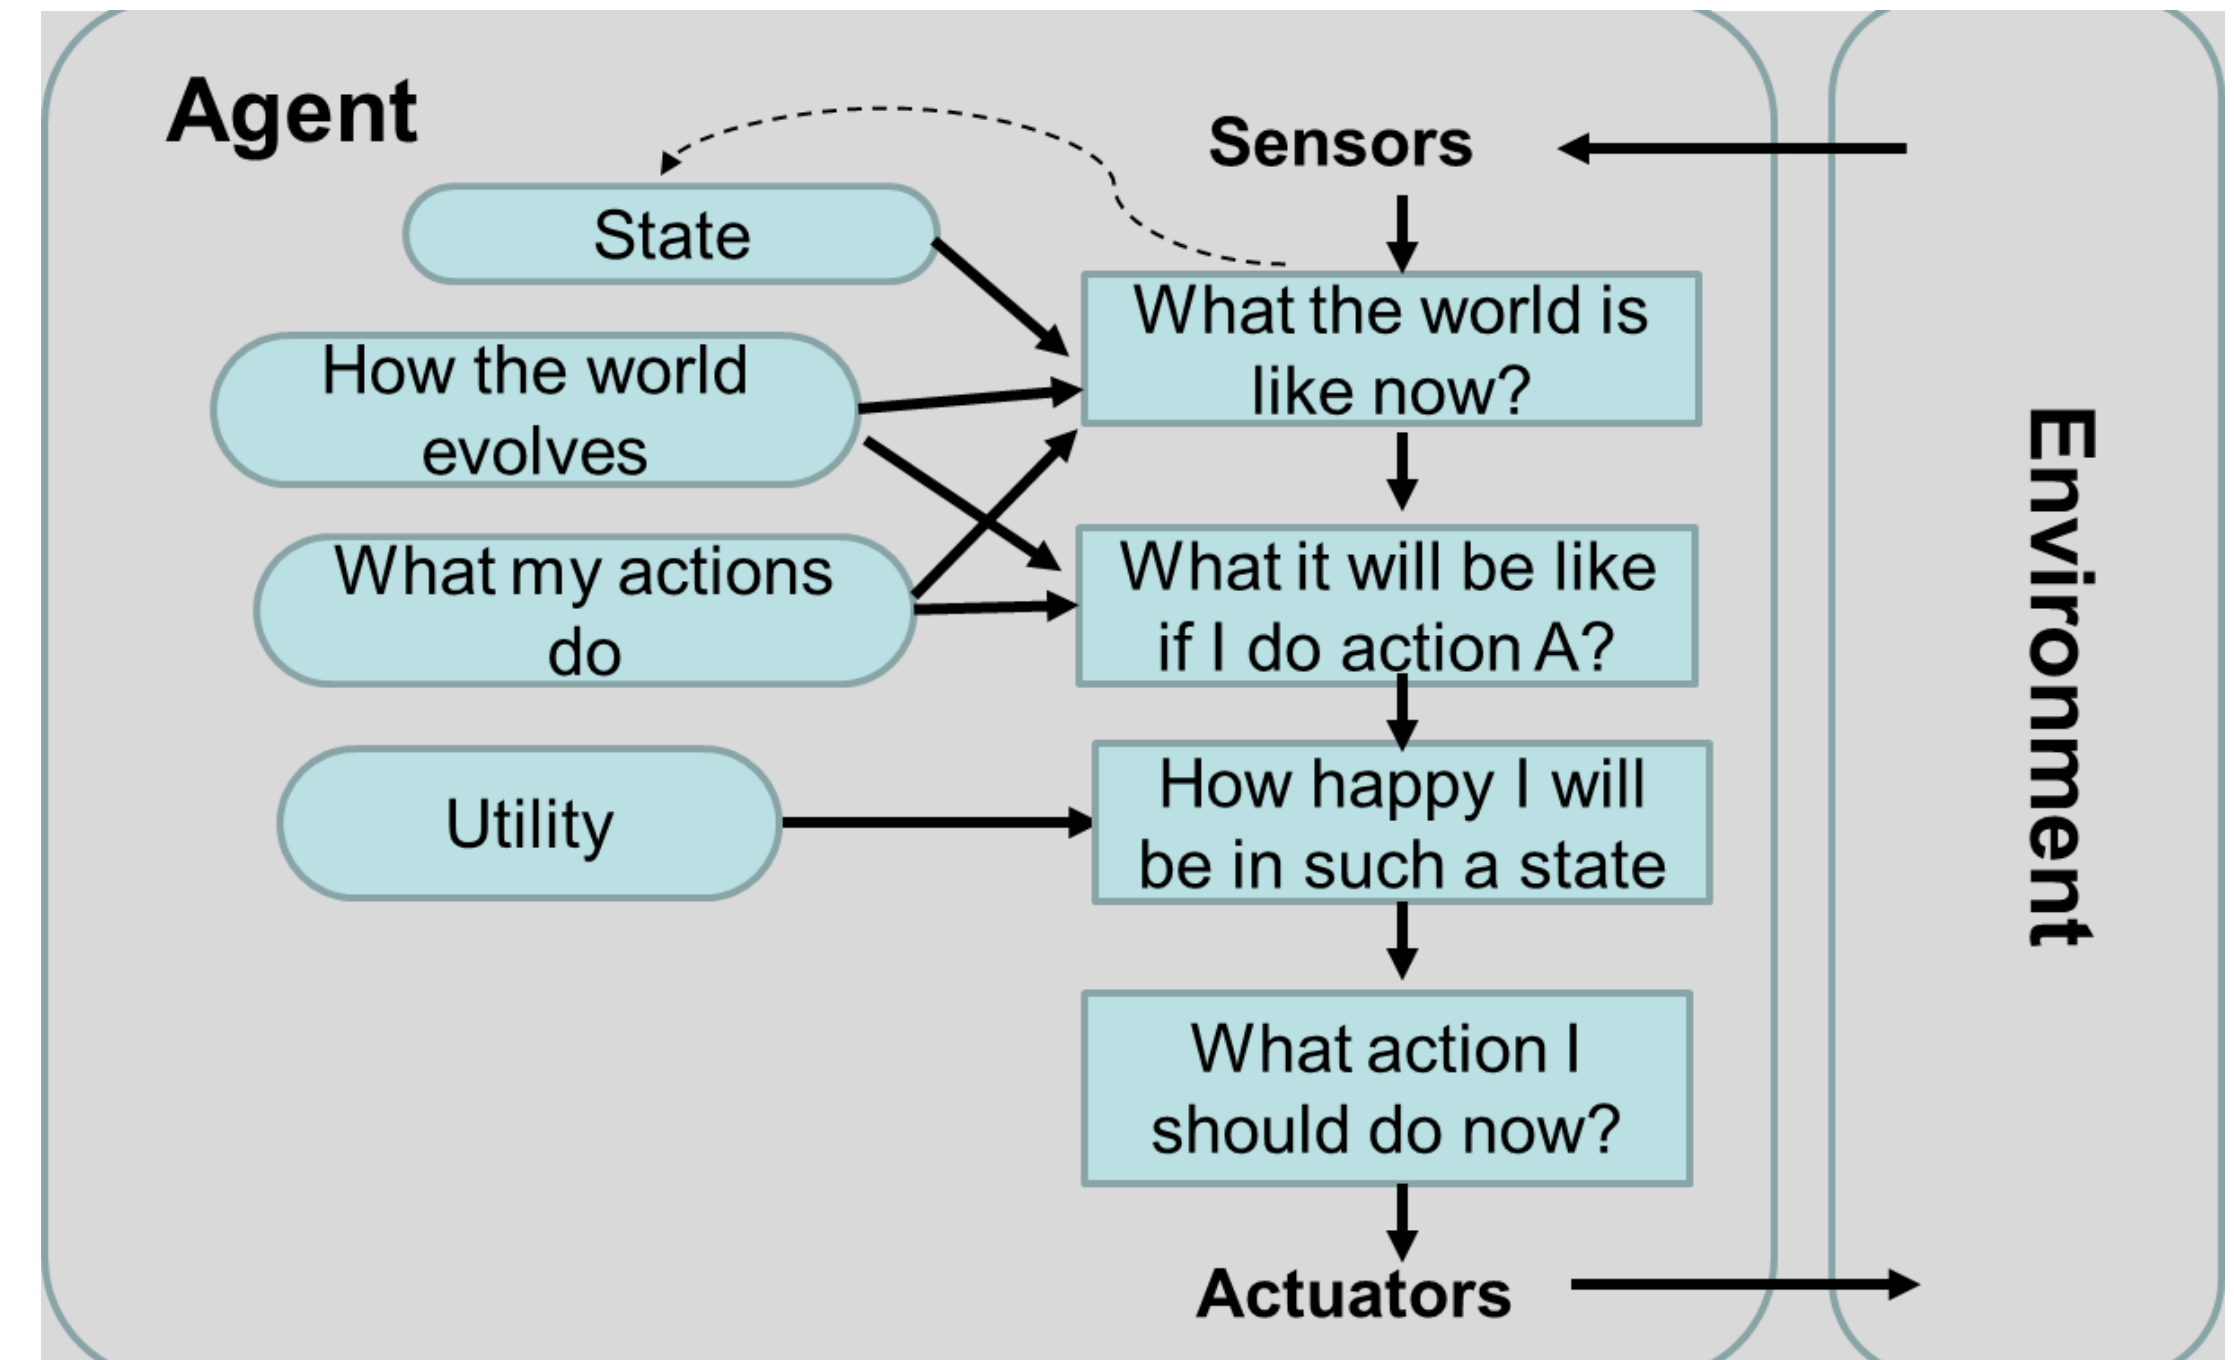 Agent
Sensors
State
What the world is
like now?
How the world
evolves
What my actions
do
What it will be like
if I do action A?
Utility
How happy I will
be in such a state
What action I
should do now?
Actuators
Environment